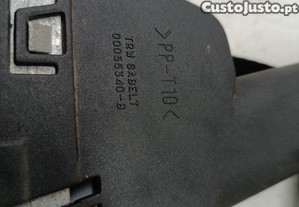 CustoJusto.pt
>PP-T10<
TRW SABELT
00055340-B